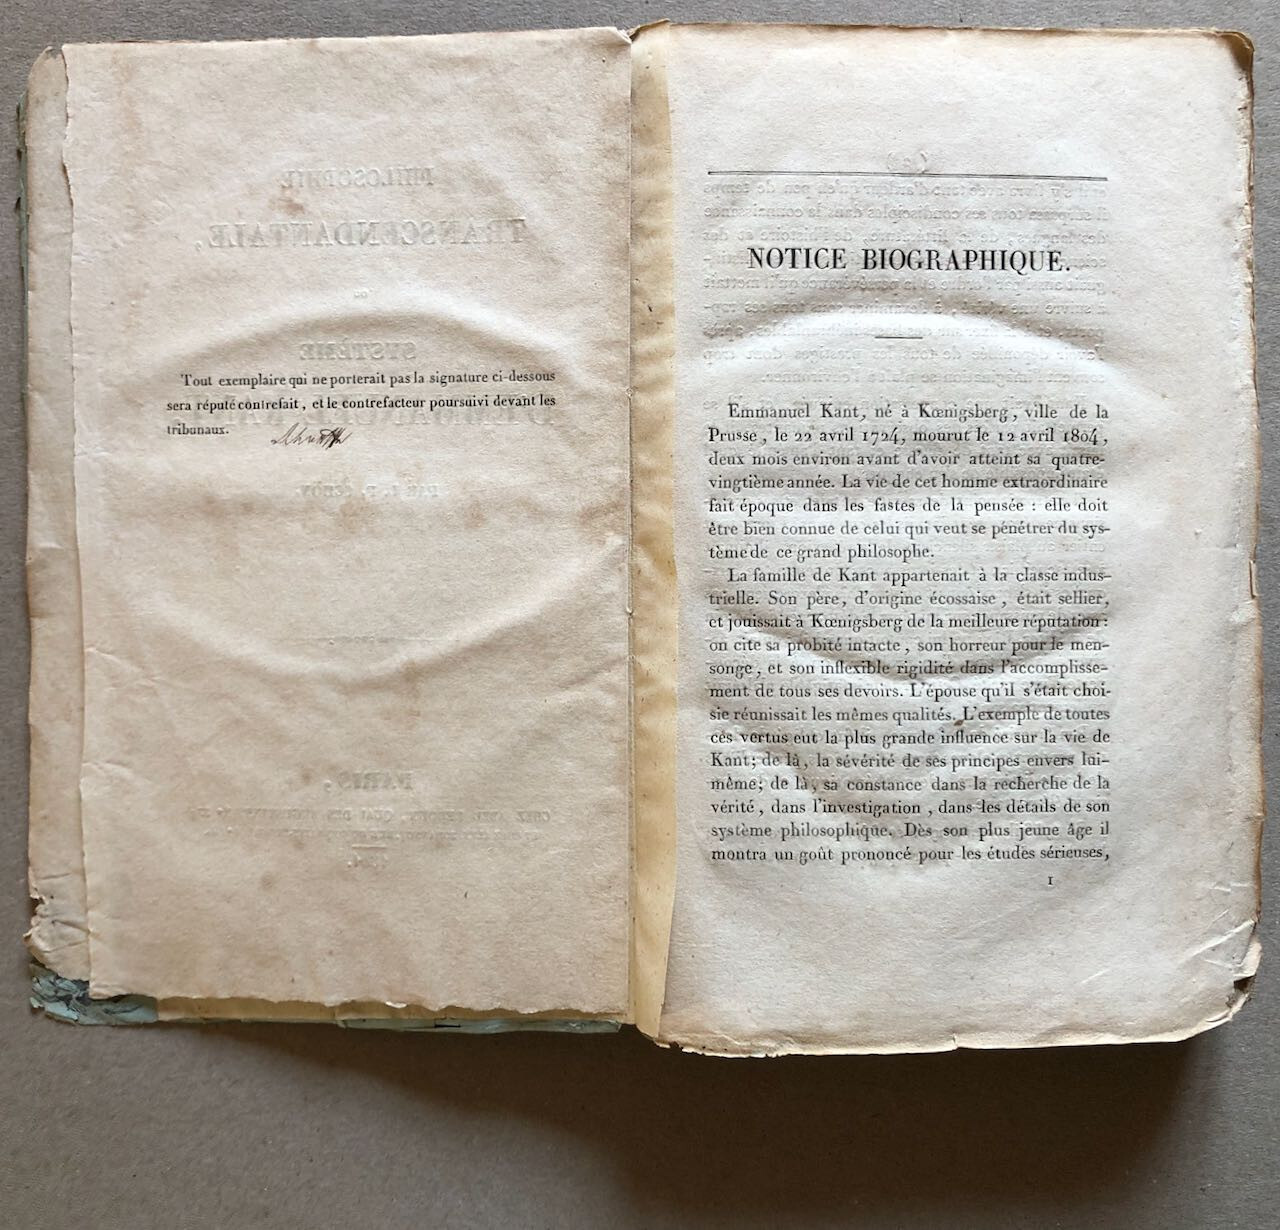 Tout exemplaire qui ne porterait pas la signature ci-dessous
sera réputé contrefait, et le contrefacteur poursuivi devant les
tribunaux.
NOTICE BIOGRAPHIQUE.
Emmanuel Kant, né à Kœnigsberg, ville de la
Prusse, le 22 avril 1724, mourut le 12 avril 1804,
deux mois environ avant d'avoir atteint sa quatre-
vingtième année. La vie de cet homme extraordinaire
fait époque dans les fastes de la pensée : elle doit
être bien connue de celui qui veut se pénétrer du sys-
tème de ce grand philosophe.
La famille de Kant appartenait à la classe indus-
trielle. Son père, d'origine écossaise, était sellier,
et jouissait à Kœnigsberg de la meilleure réputation :
on cite sa probité intacte, son horreur pour le men-
songe, et son inflexible rigidité dans l'accomplisse-
ment de tous ses devoirs. L'épouse qu'il s'était choi-
sie réunissait les mêmes qualités. L'exemple de toutes
ces vertus eut la plus grande influence sur la vie de
Kant; de là, la sévérité de ses principes envers lui-
même; de là, sa constance dans la recherche de la
vérité, dans l'investigation, dans les détails de son
système philosophique. Dès son plus jeune âge il
montra un goût prononcé pour les études sérieuses,
1